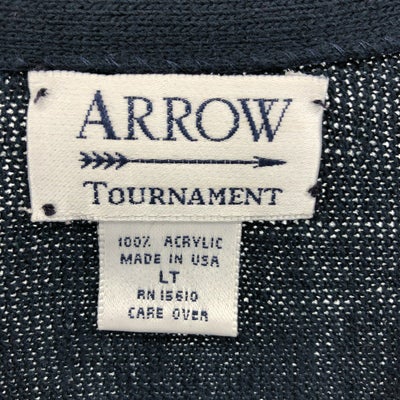 ARROW
TOURNAMENT
100% ACRYLIC
MADE IN USA
LT
RN 15610
CARE OVER